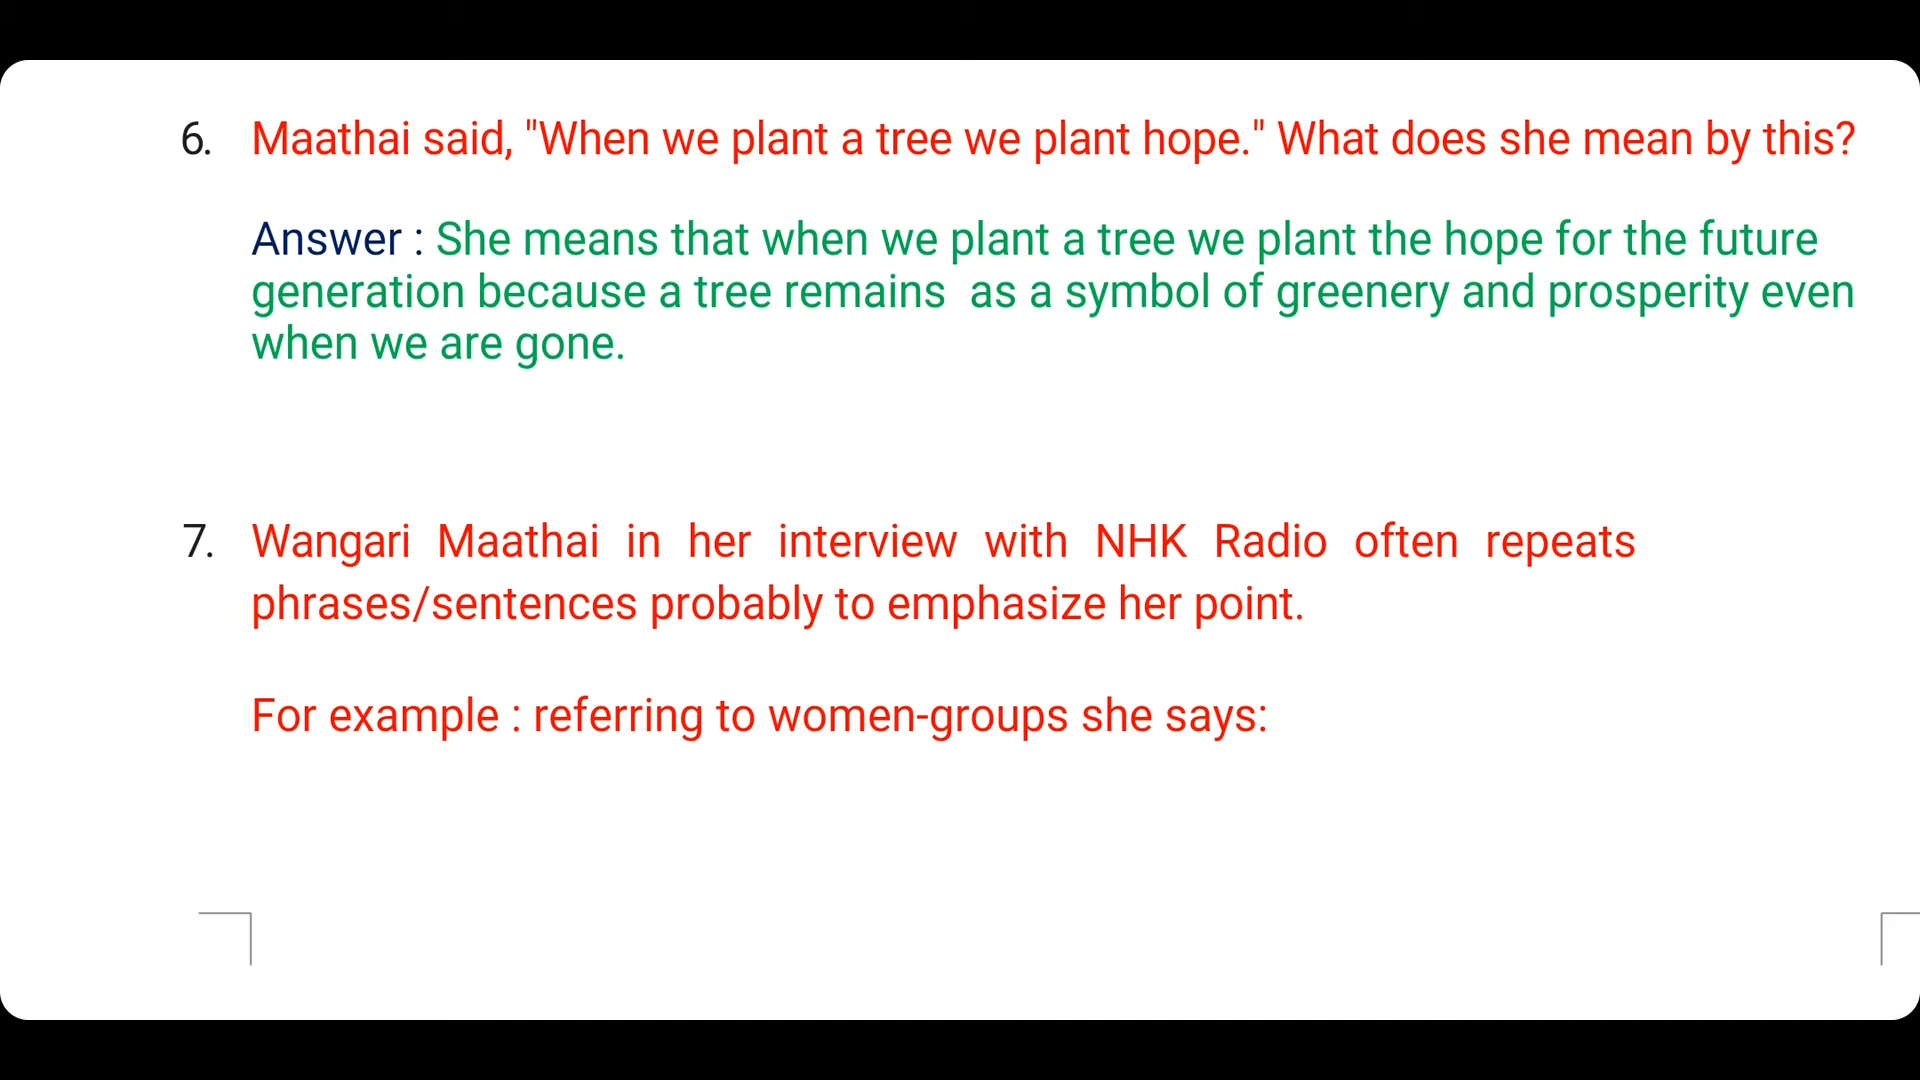 6. Maathai said, "When we plant a tree we plant hope." What does she mean by this?
Answer : She means that when we plant a tree we plant the hope for the future
generation because a tree remains as a symbol of greenery and prosperity even
when we are gone.
7. Wangari Maathai in her interview with NHK Radio often repeats
phrases/sentences probably to emphasize her point.
For example : referring to women-groups she says: